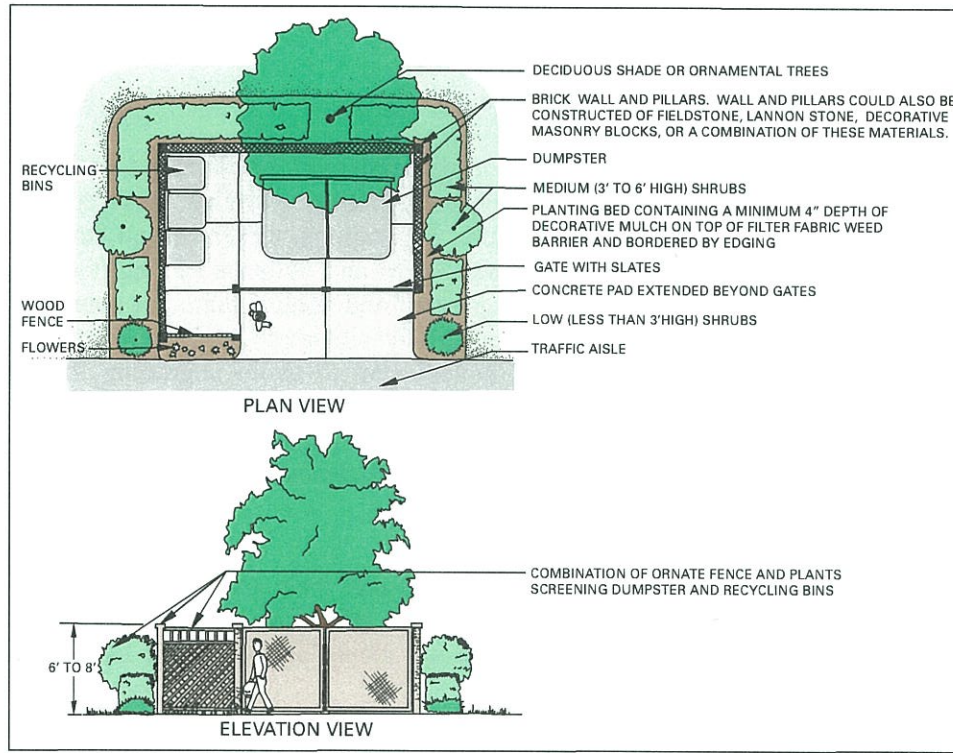 DECIDUOUS SHADE OR ORNAMENTAL TREES
BRICK WALL AND PILLARS. WALL AND PILLARS COULD ALSO BE
CONSTRUCTED OF FIELDSTONE, LANNON STONE, DECORATIVE
MASONRY BLOCKS, OR A COMBINATION OF THESE MATERIALS.
RECYCLING
BINS
DUMPSTER
MEDIUM (3' TO 6' HIGH) SHRUBS
PLANTING BED CONTAINING A MINIMUM 4" DEPTH OF
DECORATIVE MULCH ON TOP OF FILTER FABRIC WEED
BARRIER AND BORDERED BY EDGING
GATE WITH SLATES
CONCRETE PAD EXTENDED BEYOND GATES
WOOD
FENCE
LOW (LESS THAN 3'HIGH) SHRUBS
FLOWERS
TRAFFIC AISLE
PLAN VIEW
COMBINATION OF ORNATE FENCE AND PLANTS
SCREENING DUMPSTER AND RECYCLING BINS
6' TO 8'
ELEVATION VIEW